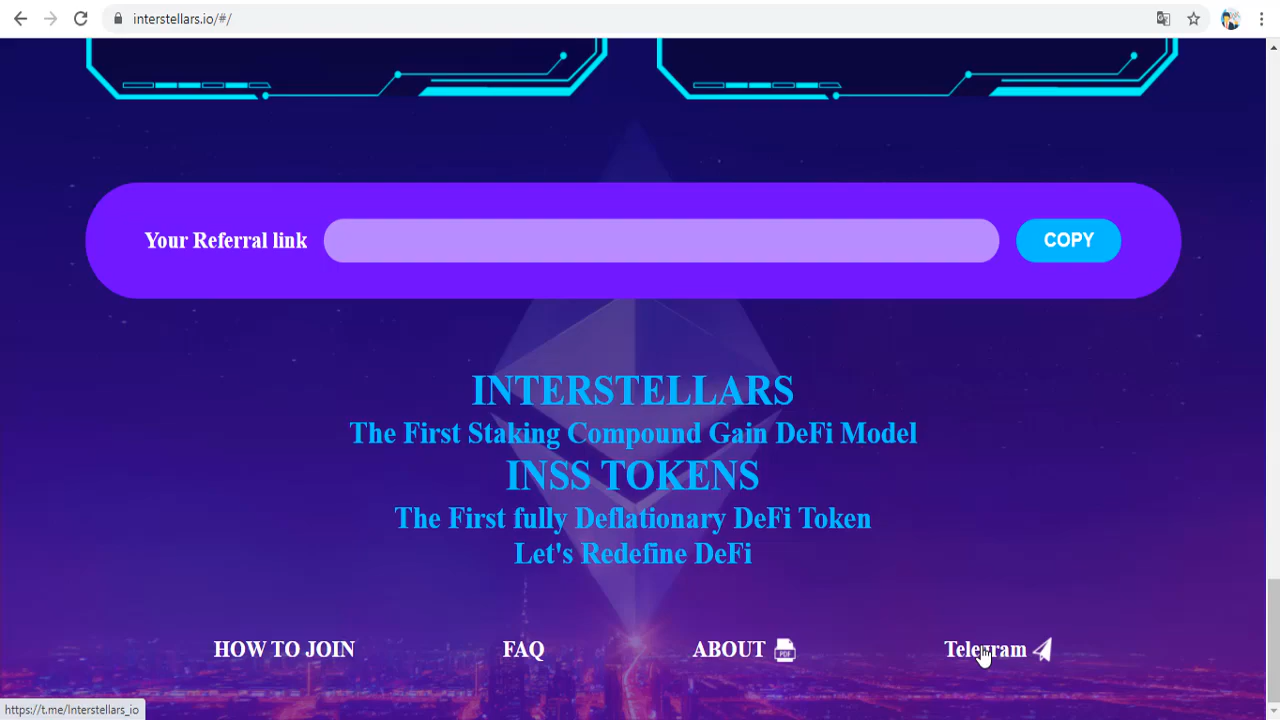 interstellars.io/#/
Your Referral link
COPY
INTERSTELLARS
The First Staking Compound Gain DeFi Model
INSS TOKENS
The First fully Deflationary DeFi Token
Let's Redefine DeFi
HOW TO JOIN
FAQ
ABOUT
PDF
Telegram
https://t.me/Interstellars_io